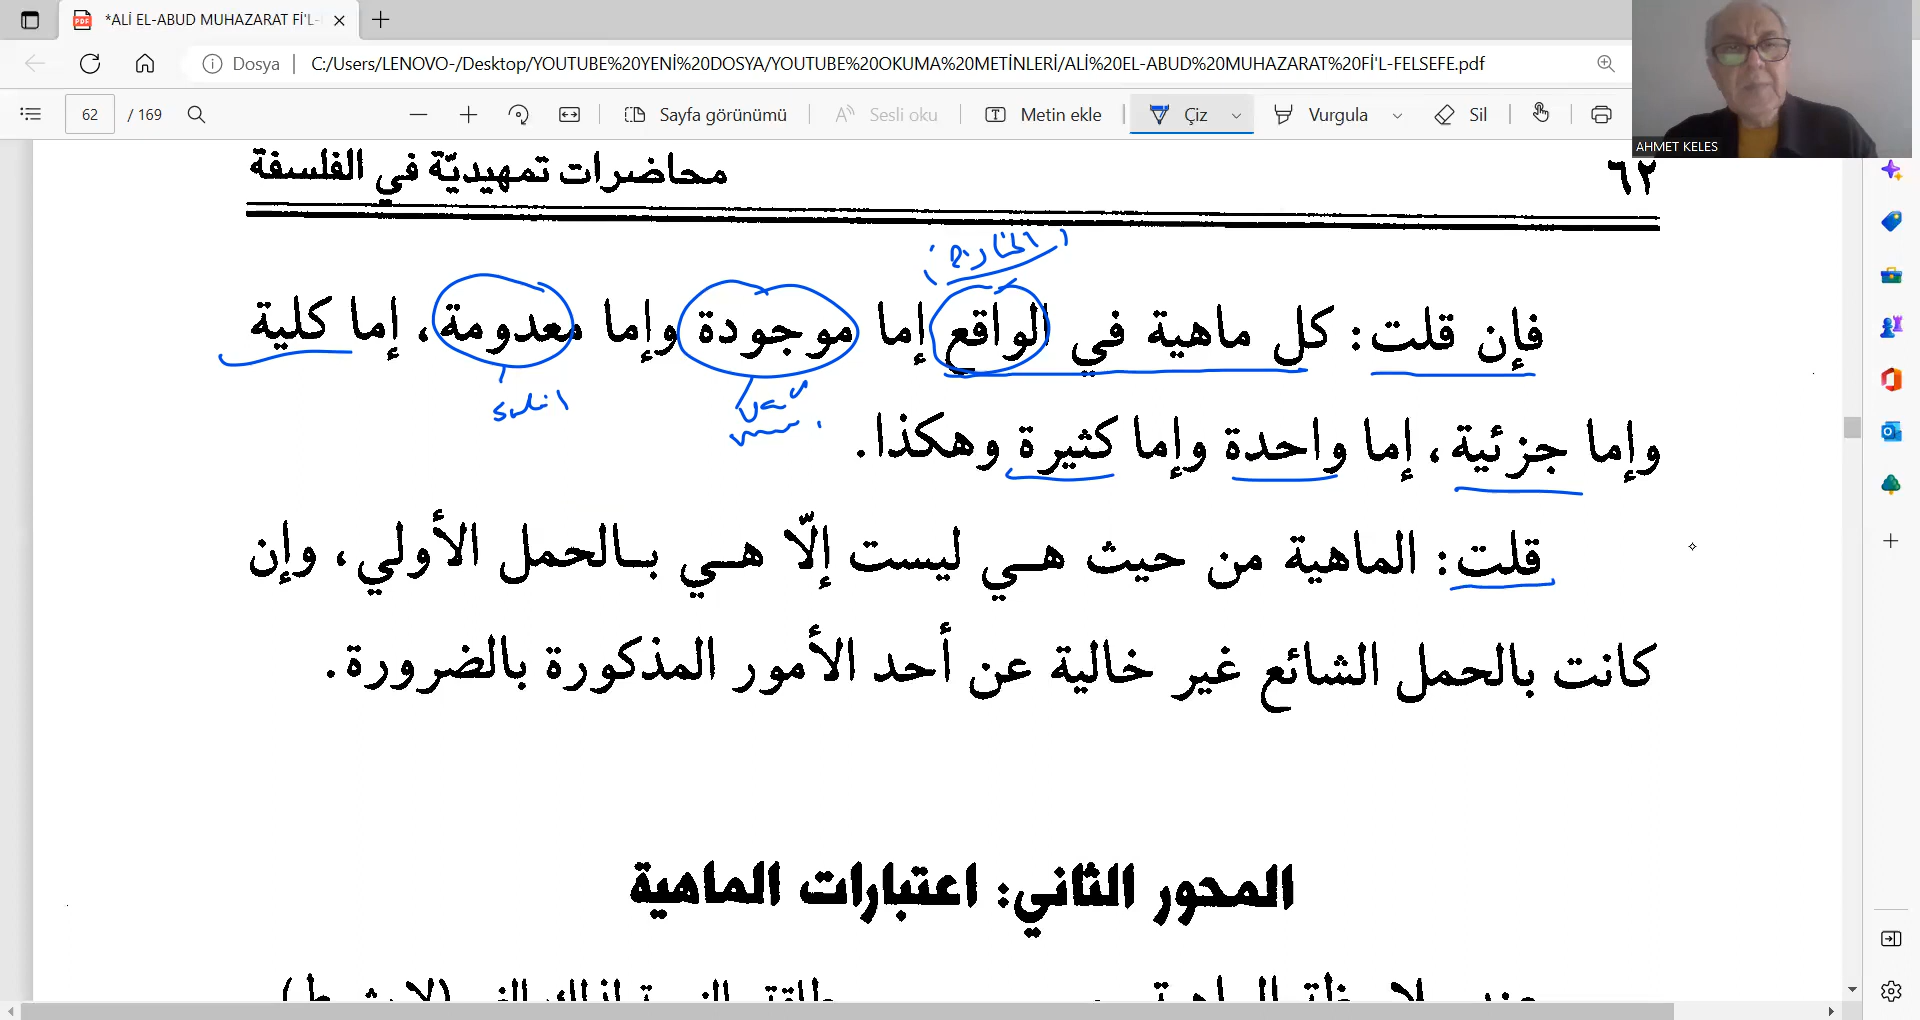 *ALİ EL-ABUD MUHAZARAT Fİ'L-
Dosya
C:/Users/LENOVO-/Desktop/YOUTUBE%20YENİ%20DOSYA/YOUTUBE%20OKUMA%20METİNLERİ/ALİ%20EL-ABUD%20MUHAZARAT%20Fİ'L-FELSEFE.pdf
62 / 169 Sayfa görünümü Sesli oku Metin ekle Çiz Vurgula Sil
AHMET KELES
٦٢ محاضرات تمهيديّة في الفلسفة
الخارج
فإن قلت: كل ماهية في الواقع إما موجودة وإما معدومة، إما كلية
وإما جزئية، إما واحدة وإما كثيرة وهكذا.
قلت: الماهية من حيث هـي ليست إلّا هـي بـالحمل الأولي، وإن
كانت بالحمل الشائع غير خالية عن أحد الأمور المذكورة بالضرورة.
المحور الثاني: اعتبارات الماهية